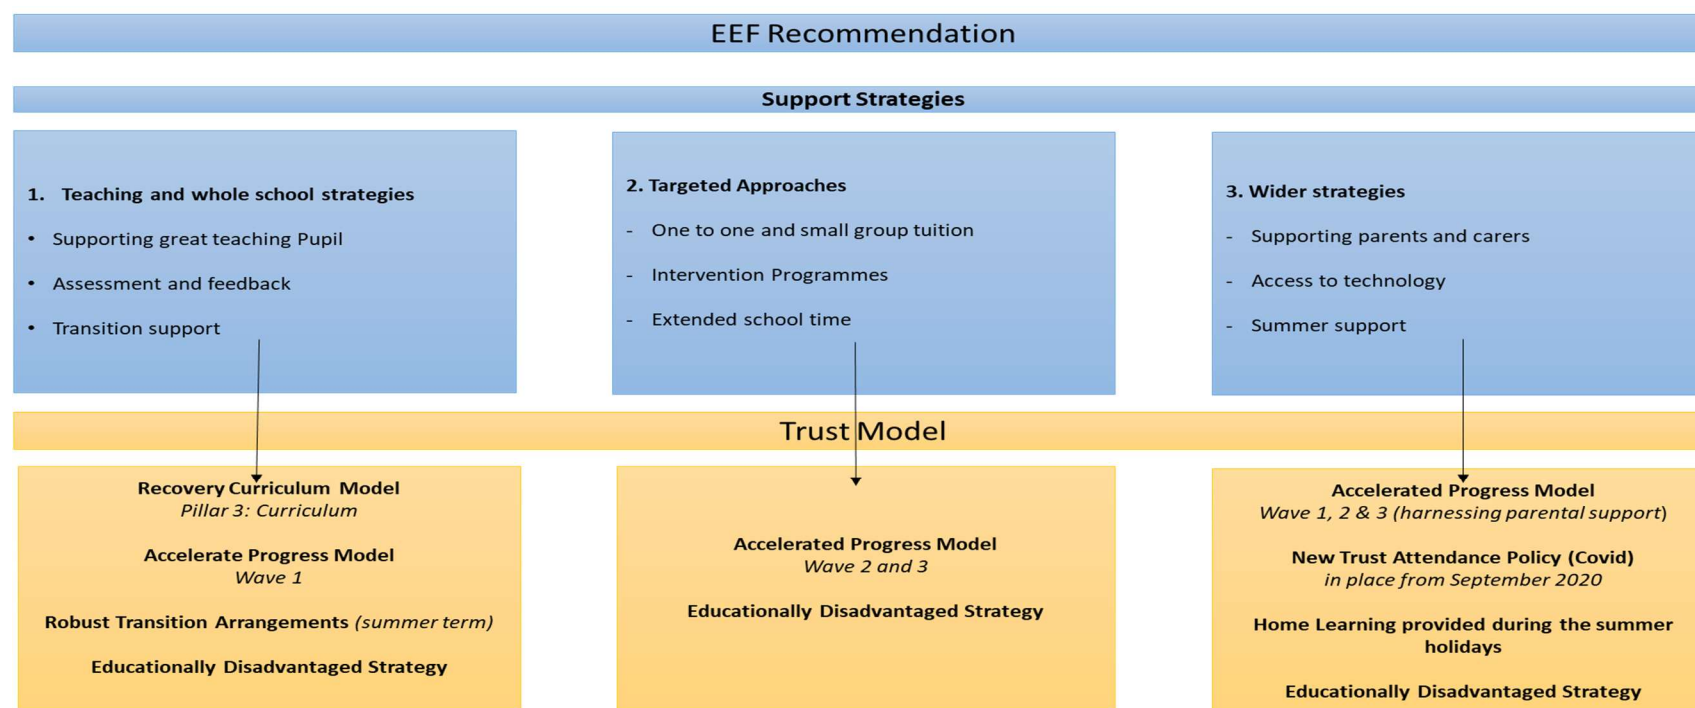 EEF Recommendation
Support Strategies
1. Teaching and whole school strategies
• Supporting great teaching Pupil
• Assessment and feedback
• Transition support
2. Targeted Approaches
- One to one and small group tuition
- Intervention Programmes
- Extended school time
3. Wider strategies
- Supporting parents and carers
- Access to technology
- Summer support
Trust Model
Recovery Curriculum Model
Pillar 3: Curriculum
Accelerate Progress Model
Wave 1
Robust Transition Arrangements (summer term)
Educationally Disadvantaged Strategy
Accelerated Progress Model
Wave 2 and 3
Educationally Disadvantaged Strategy
Accelerated Progress Model
Wave 1, 2 & 3 (harnessing parental support)
New Trust Attendance Policy (Covid)
in place from September 2020
Home Learning provided during the summer
holidays
Educationally Disadvantaged Strategy